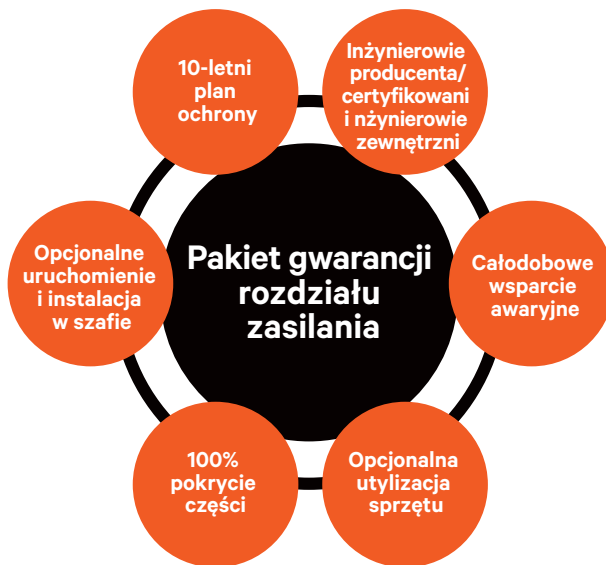 10-letni
plan
ochrony
Inżynierowie
producenta/
certyfikowani
i nżynierowie
zewnętrzni
Opcjonalne
uruchomienie
i instalacja
w szafie
Pakiet gwarancji
rozdziału
zasilania
Całodobowe
wsparcie
awaryjne
100%
pokrycie
części
Opcjonalna
utylizacja
sprzętu